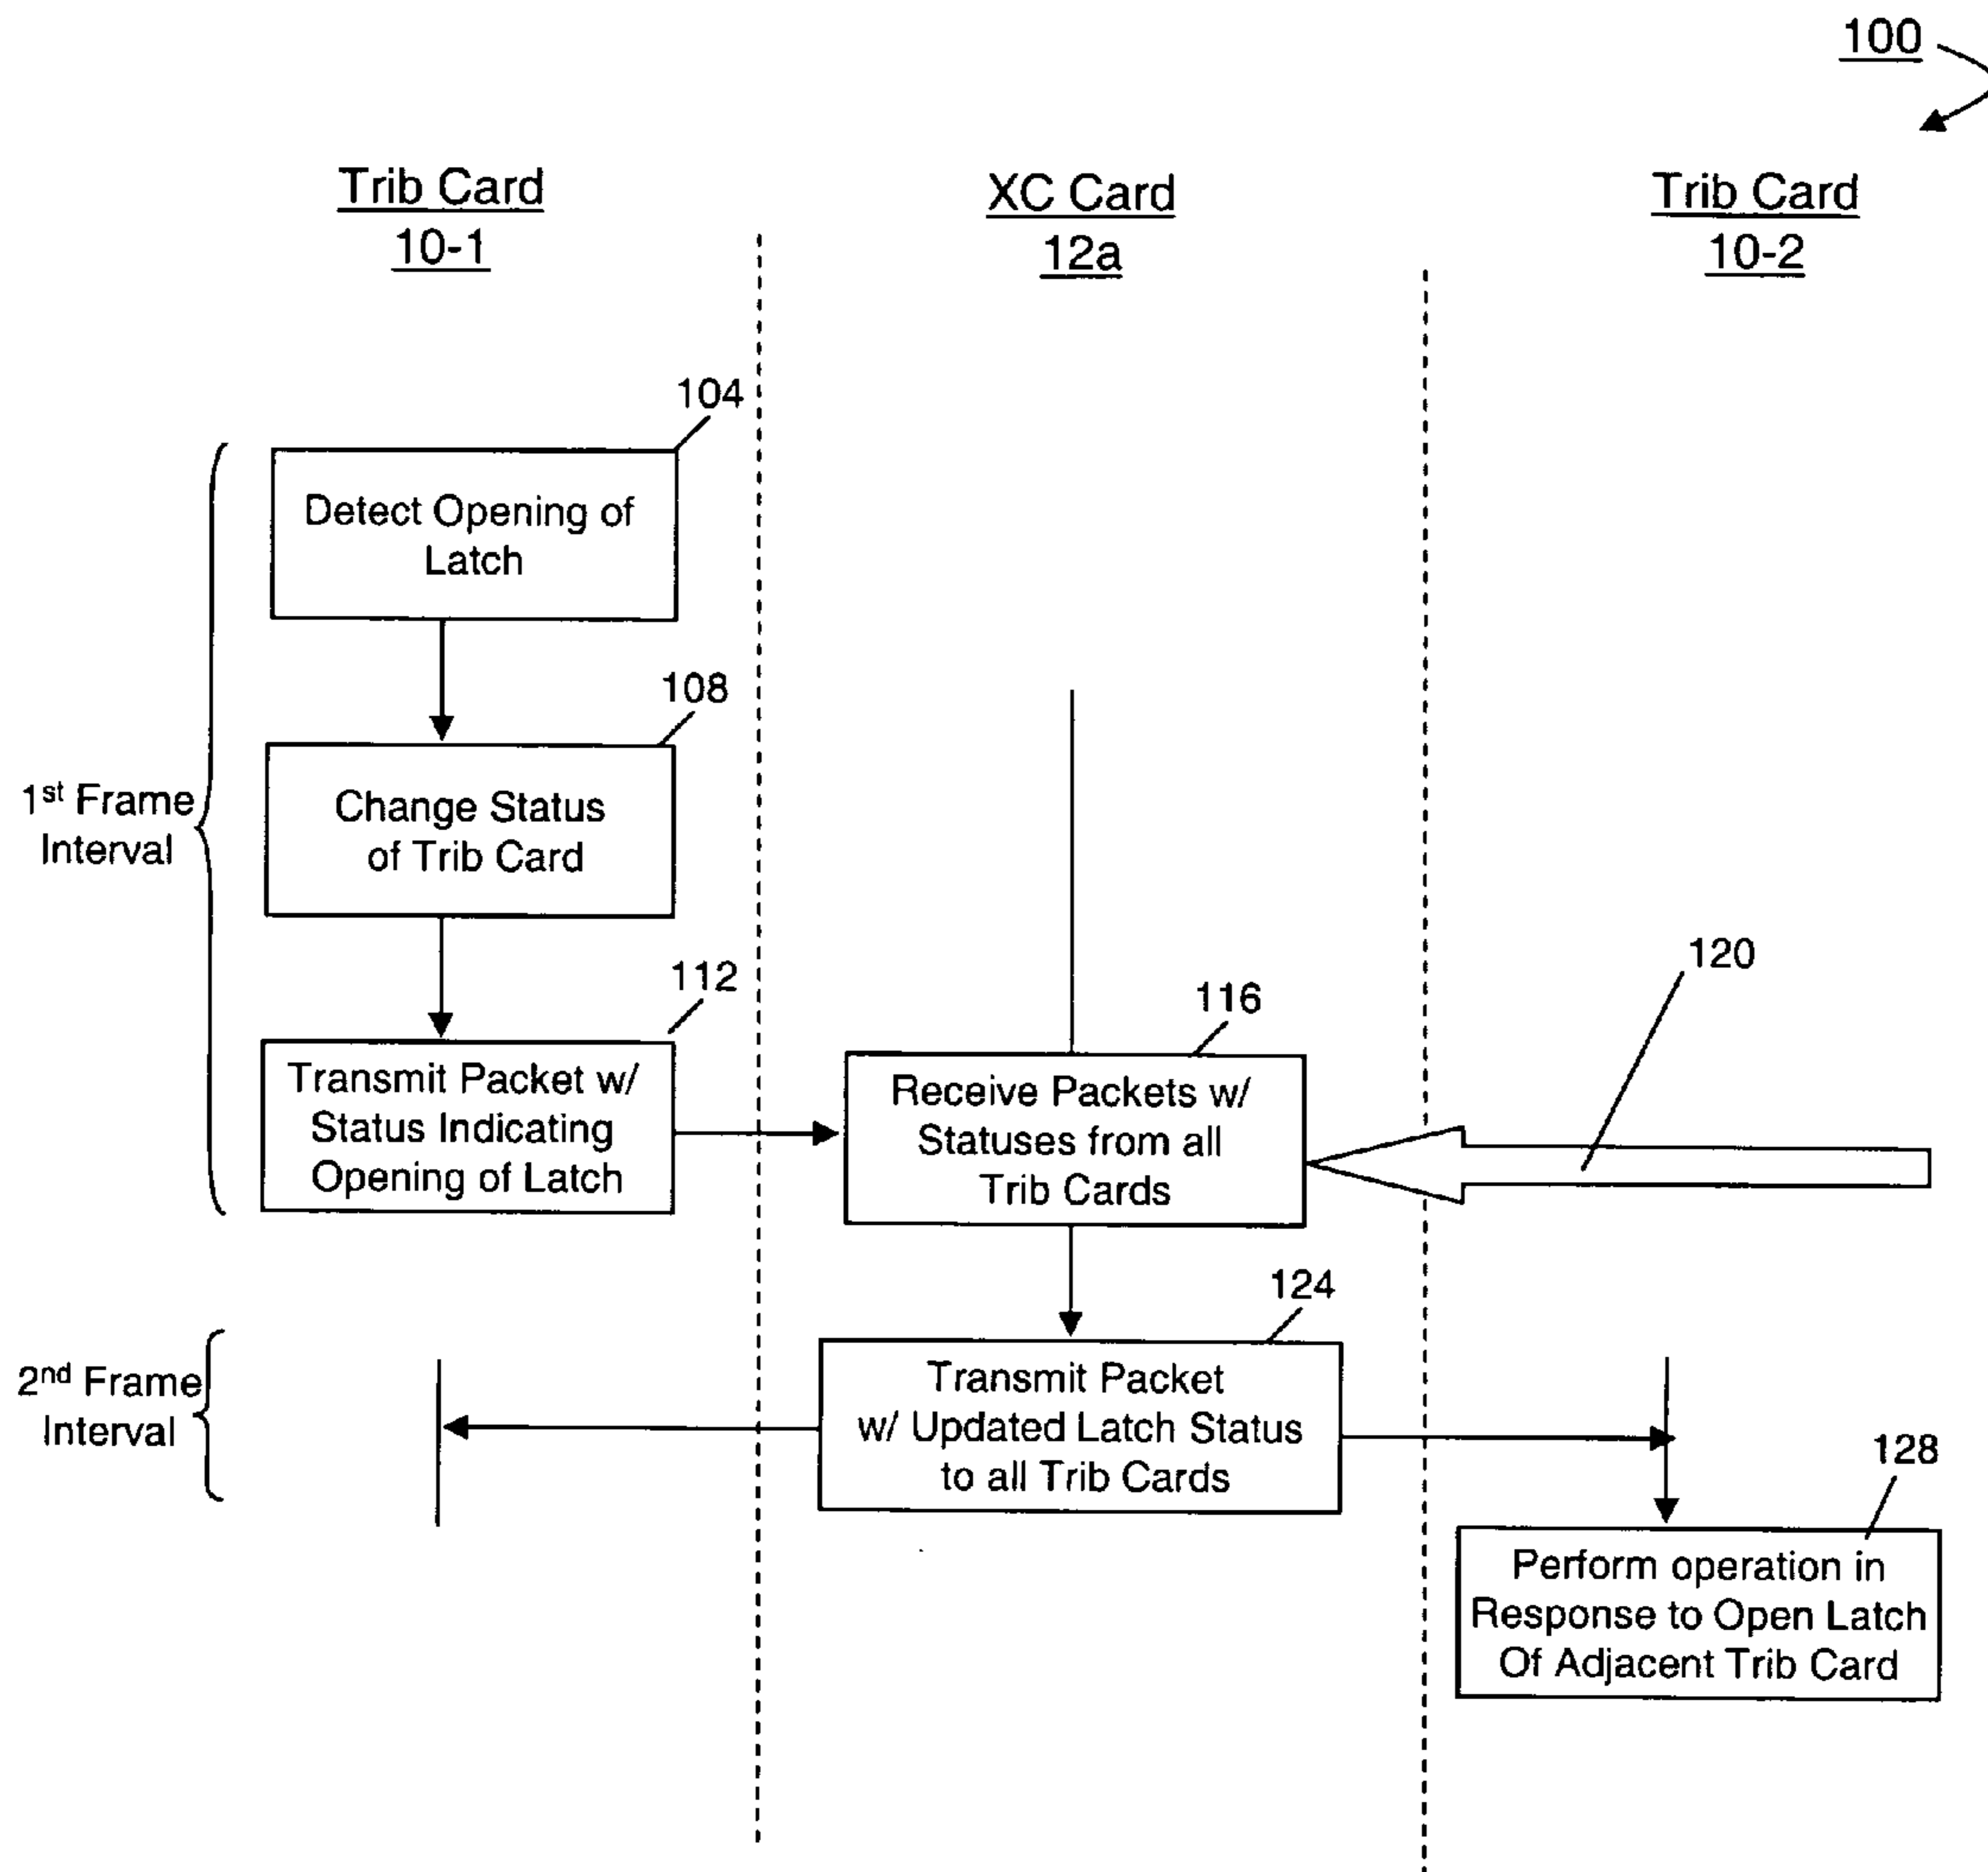 100
Trib Card
10-1
XC Card
12a
Trib Card
10-2
104
Detect Opening of
Latch
108
1st Frame
Interval
Change Status
of Trib Card
120
112
116
Transmit Packet w/
Status Indicating
Opening of Latch
Receive Packets w/
Statuses from all
Trib Cards
124
2nd Frame
Interval
Transmit Packet
w/ Updated Latch Status
to all Trib Cards
128
Perform operation in
Response to Open Latch
Of Adjacent Trib Card